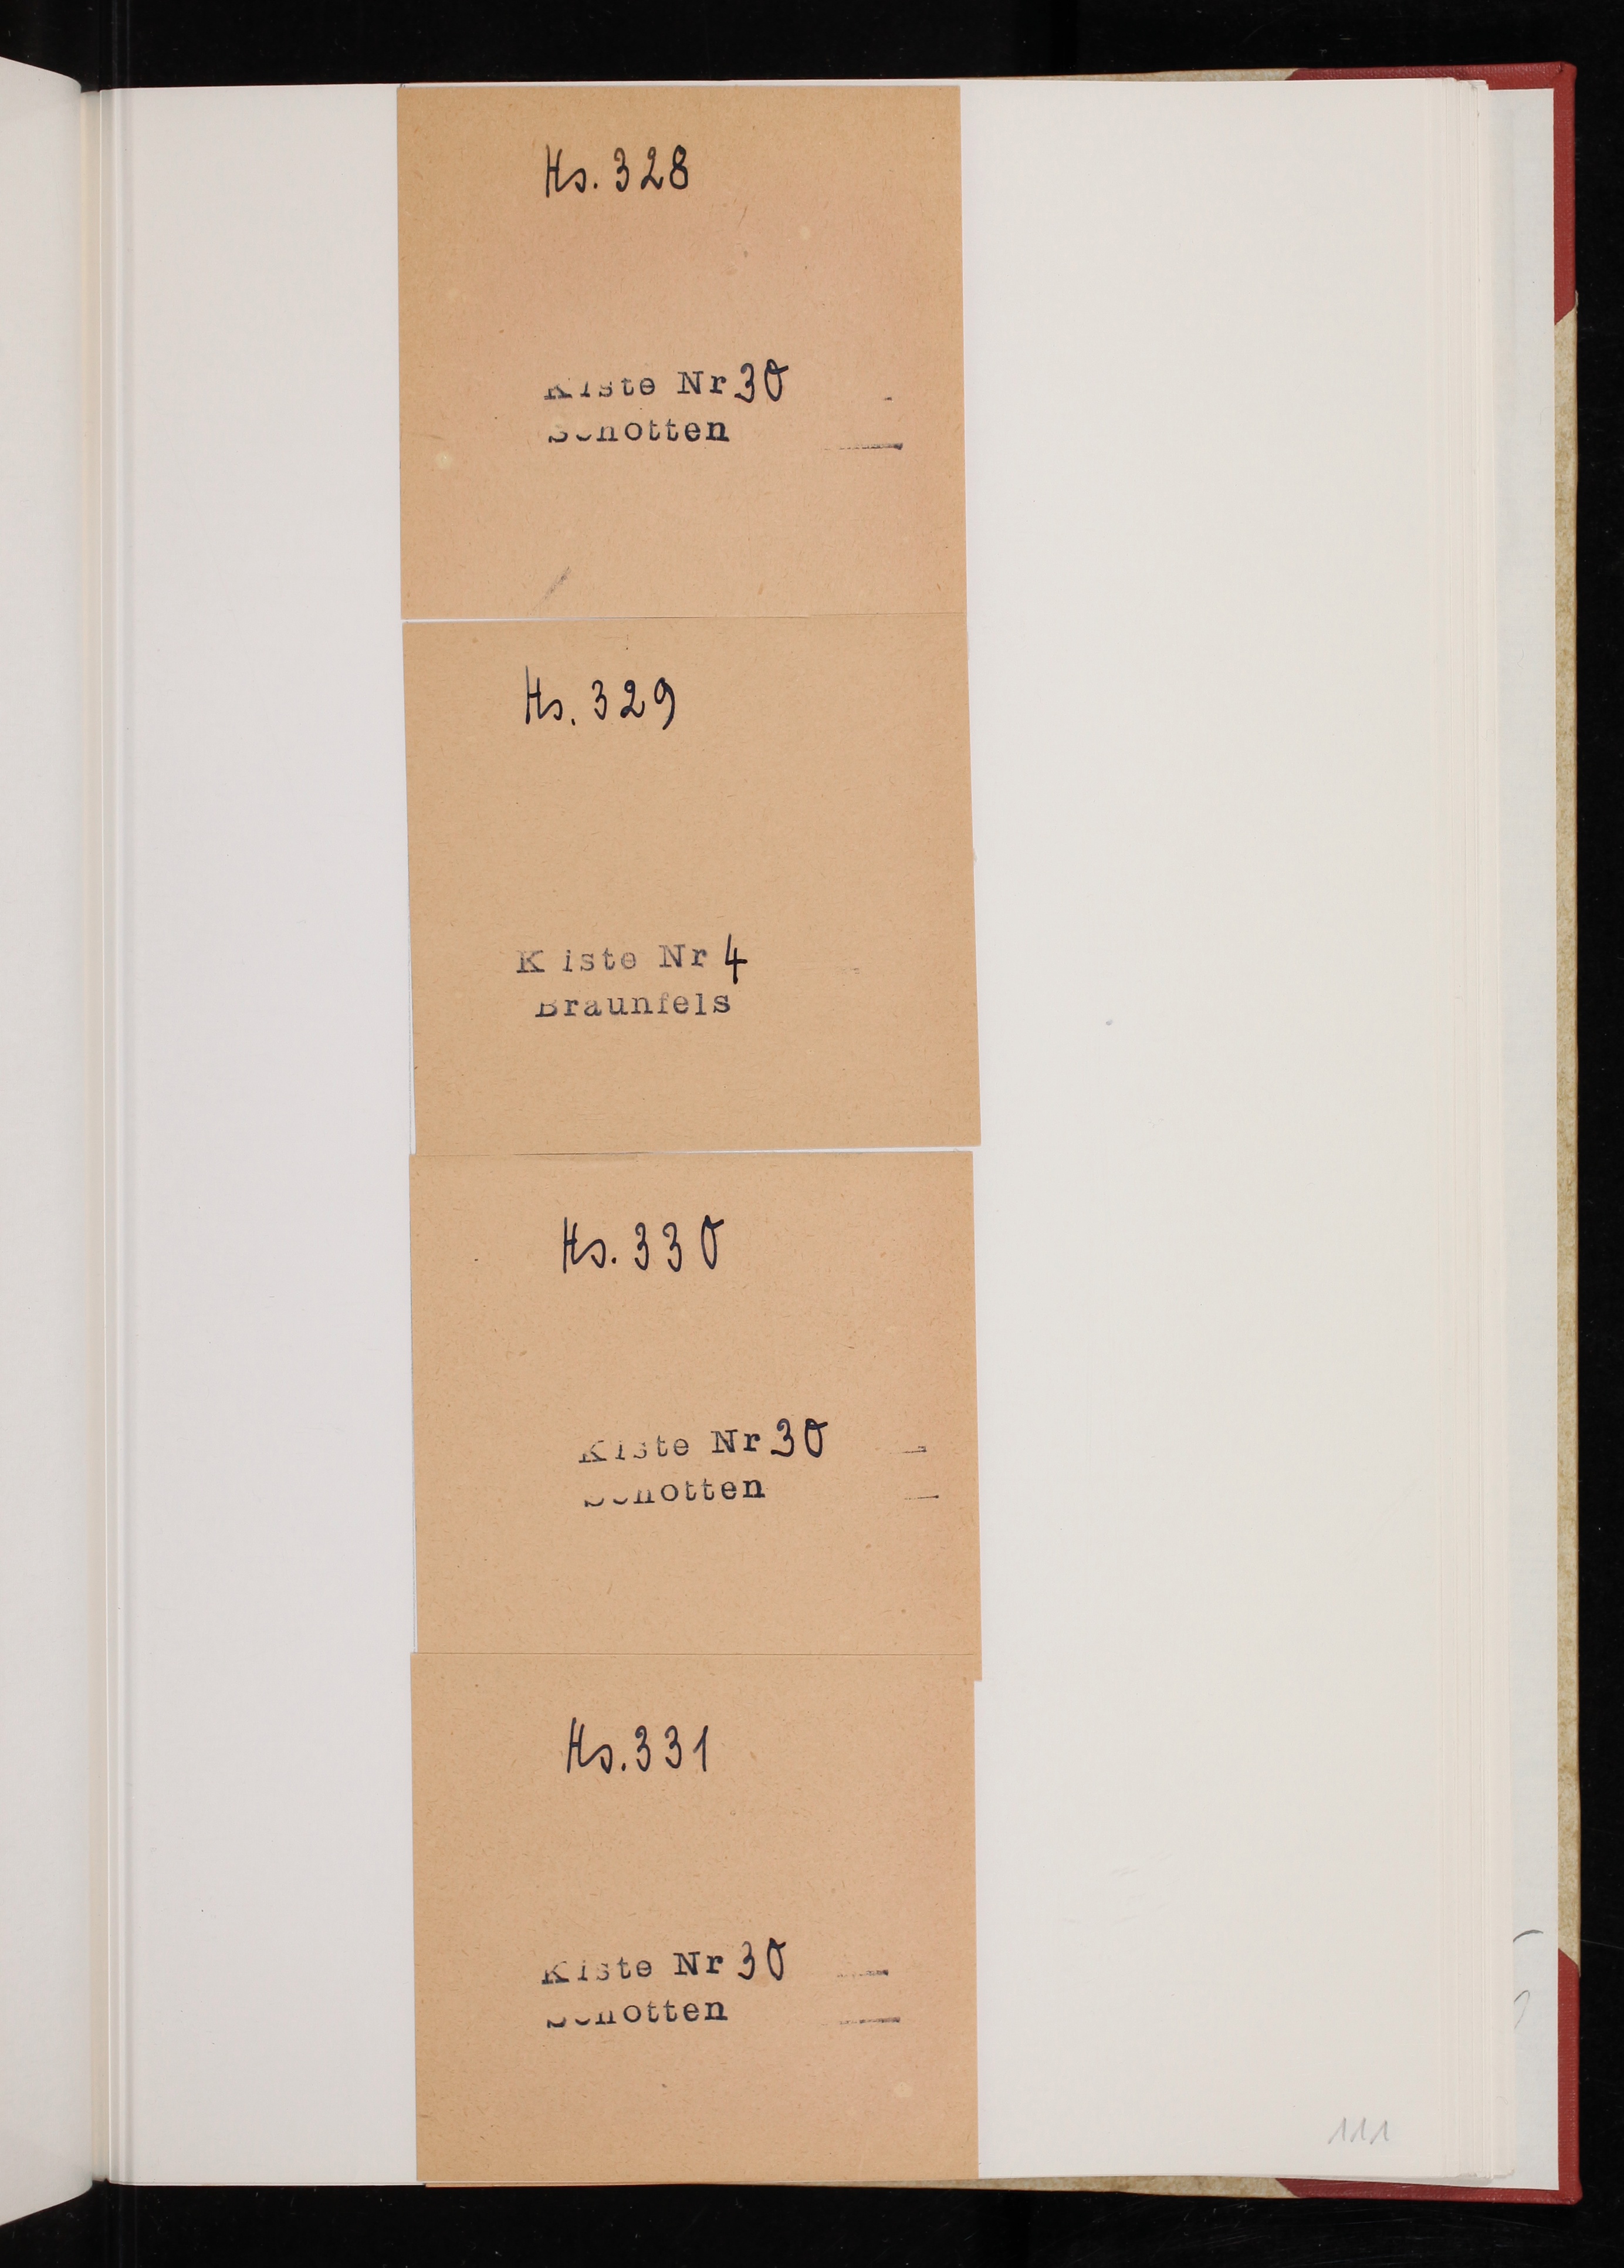 Hs. 328
Kiste Nr 30
Schotten
Hs. 329
Kiste Nr 4
Braunfels
Hs. 330
Kiste Nr 30
Schotten
Hs. 331
Kiste Nr 30
Schotten
111